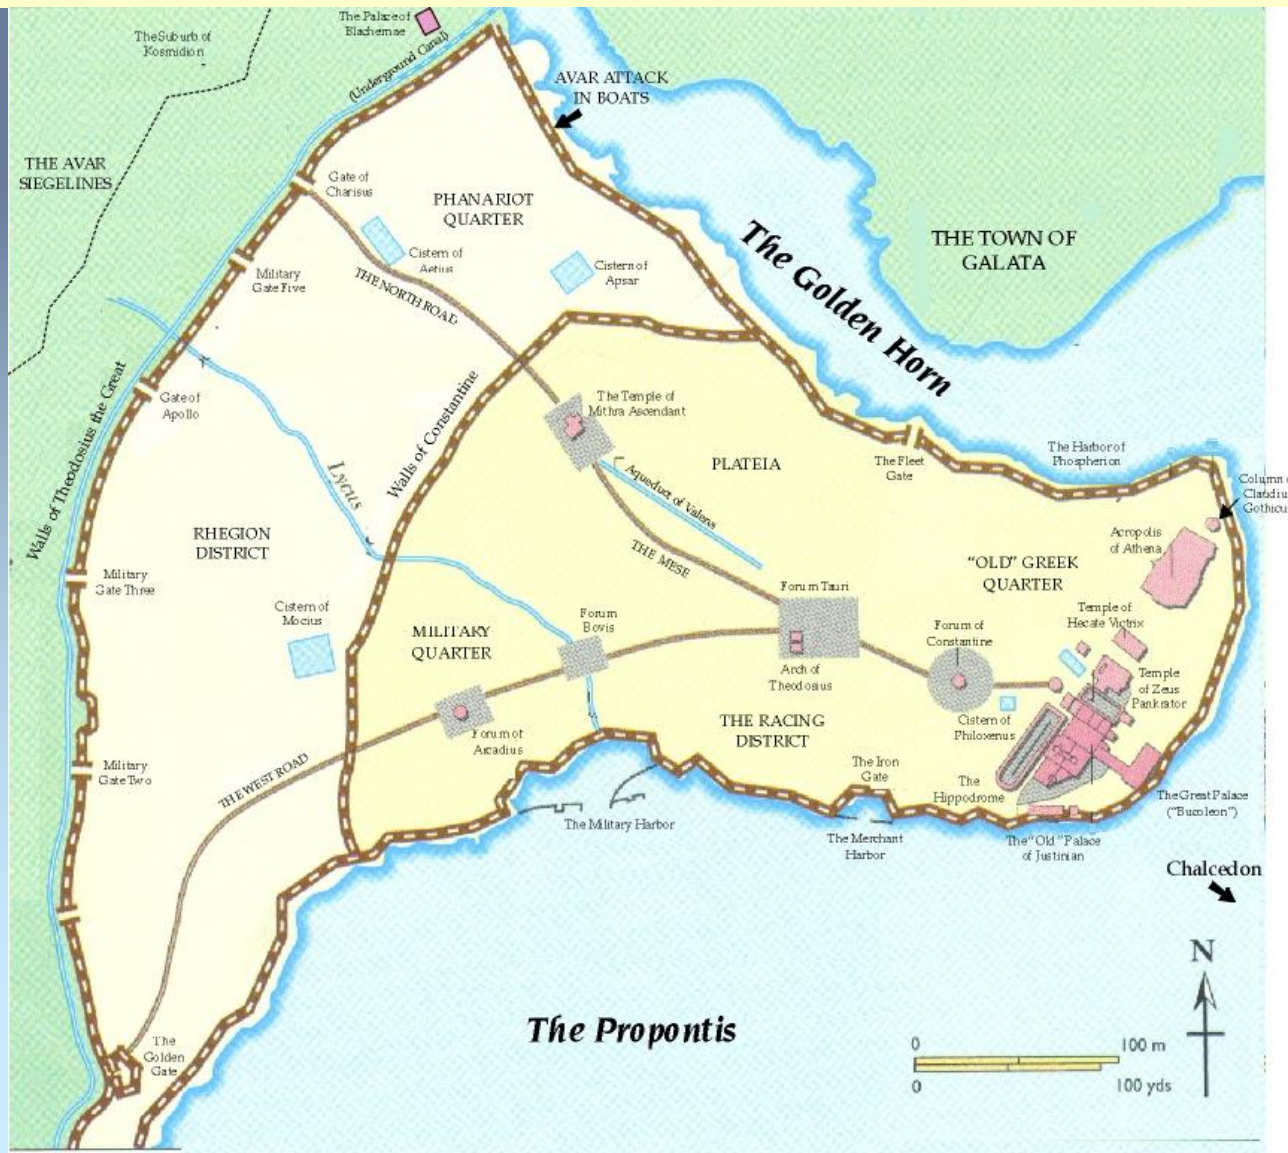 The Palace of
Blachernae
The Suburb of
Kosmidion
(Underground Canal)
AVAR ATTACK
IN BOATS
THE AVAR
SIEGELINES
Gate of
Charisus
PHANARIOT
QUARTER
Cistern of
Aetius
Cistern of
Apsar
THE NORTH ROAD
Military
Gate Five
The Golden Horn
THE TOWN OF
GALATA
Gate of
Apollo
Walls of Theodosius the Great
Walls of Constantine
The Temple of
Mithra Ascendant
PLATEIA
The Fleet
Gate
The Harbor of
Phospherion
Column o
Claudiu
Gothicu
Lycus
Aqueduct of Valens
THE MESE
RHEGION
DISTRICT
Acropolis
of Athena
"OLD" GREEK
QUARTER
Military
Gate Three
Cistern of
Mocius
MILITARY
QUARTER
Forum
Bovis
Forum Tauri
Arch of
Theodosius
Forum of
Constantine
Temple of
Hecate Victrix
Temple
of Zeus
Pankrator
Forum of
Arcadius
THE RACING
DISTRICT
Cistern of
Philoxenus
Military
Gate Two
THE WEST ROAD
The Iron
Gate
The
Hippodrome
The Great Palace
("Bucoleon")
The Military Harbor
The Merchant
Harbor
The "Old" Palace
of Justinian
Chalcedon
N
The Propontis
The
Golden
Gate
0 100 m
0 100 yds